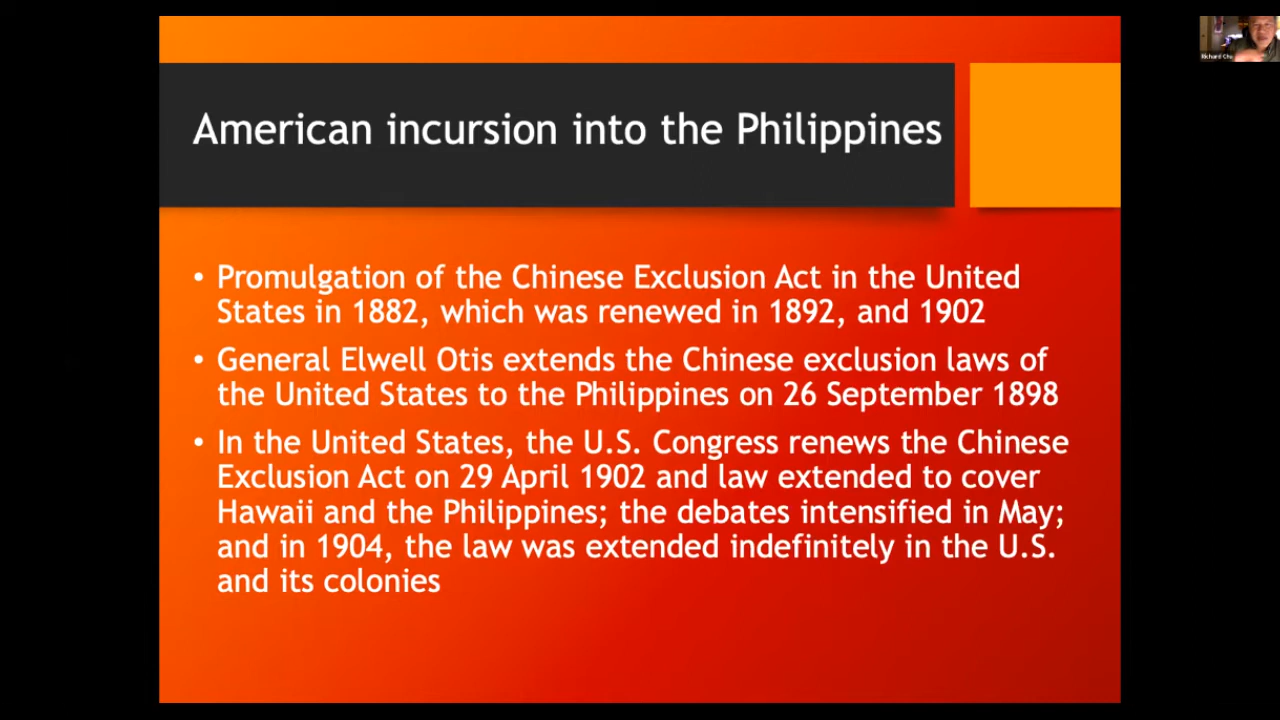 American incursion into the Philippines
• Promulgation of the Chinese Exclusion Act in the United
States in 1882, which was renewed in 1892, and 1902
• General Elwell Otis extends the Chinese exclusion laws of
the United States to the Philippines on 26 September 1898
• In the United States, the U.S. Congress renews the Chinese
Exclusion Act on 29 April 1902 and law extended to cover
Hawaii and the Philippines; the debates intensified in May;
and in 1904, the law was extended indefinitely in the U.S.
and its colonies
Richard Chu